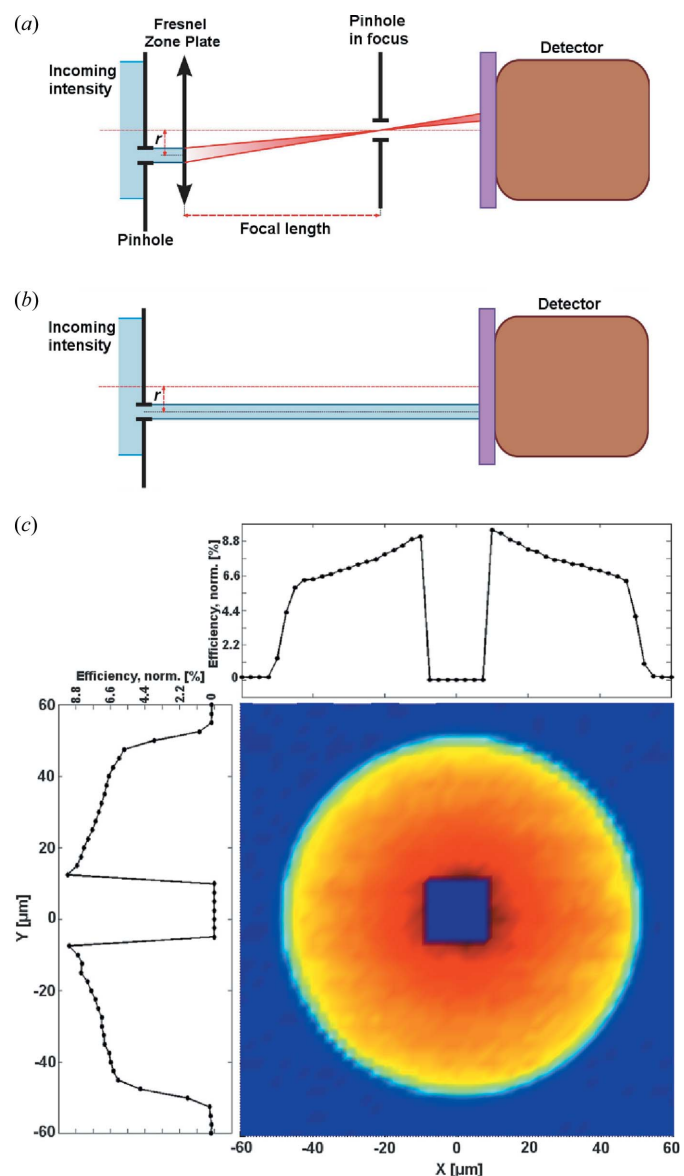 (a)
Fresnel
Zone Plate
Pinhole
in focus
Incoming
intensity
Detector
r
Pinhole
Focal length
(b)
Incoming
intensity
Detector
r
(c)
Efficiency, norm. [%]
8.8
6.6
4.4
2.2
0
-60 -40 -20 0 20 40 60
Efficiency, norm. [%]
8.8 6.6 4.4 2.2 0
60
40
20
0
-20
-40
-60
Y [µm]
-60 -40 -20 0 20 40 60
X [µm]